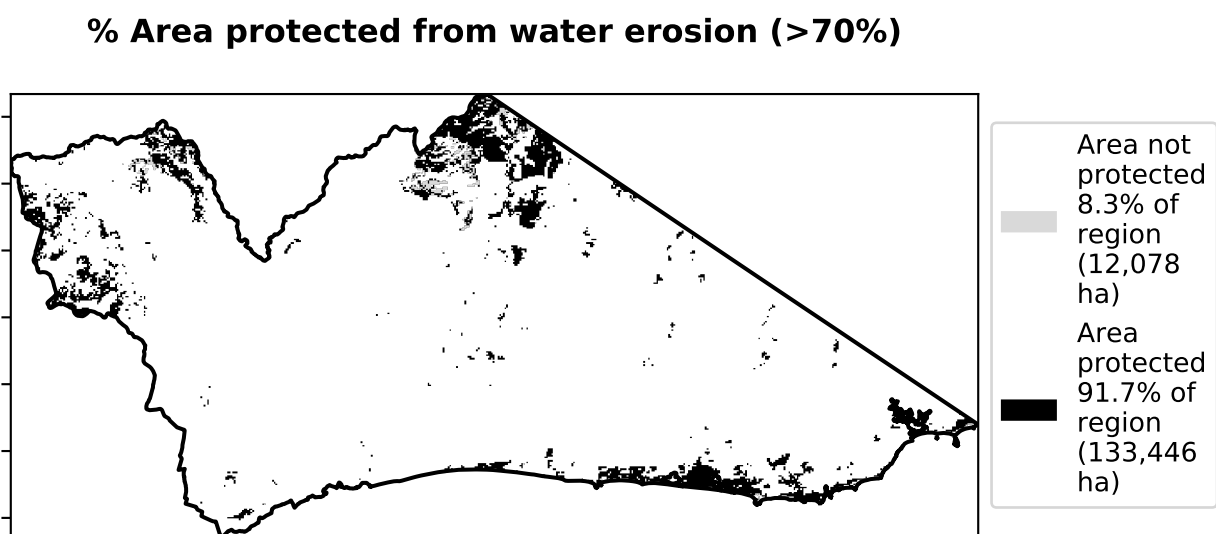 % Area protected from water erosion (>70%)
Area not
protected
8.3% of
region
(12,078
ha)
Area
protected
91.7% of
region
(133,446
ha)